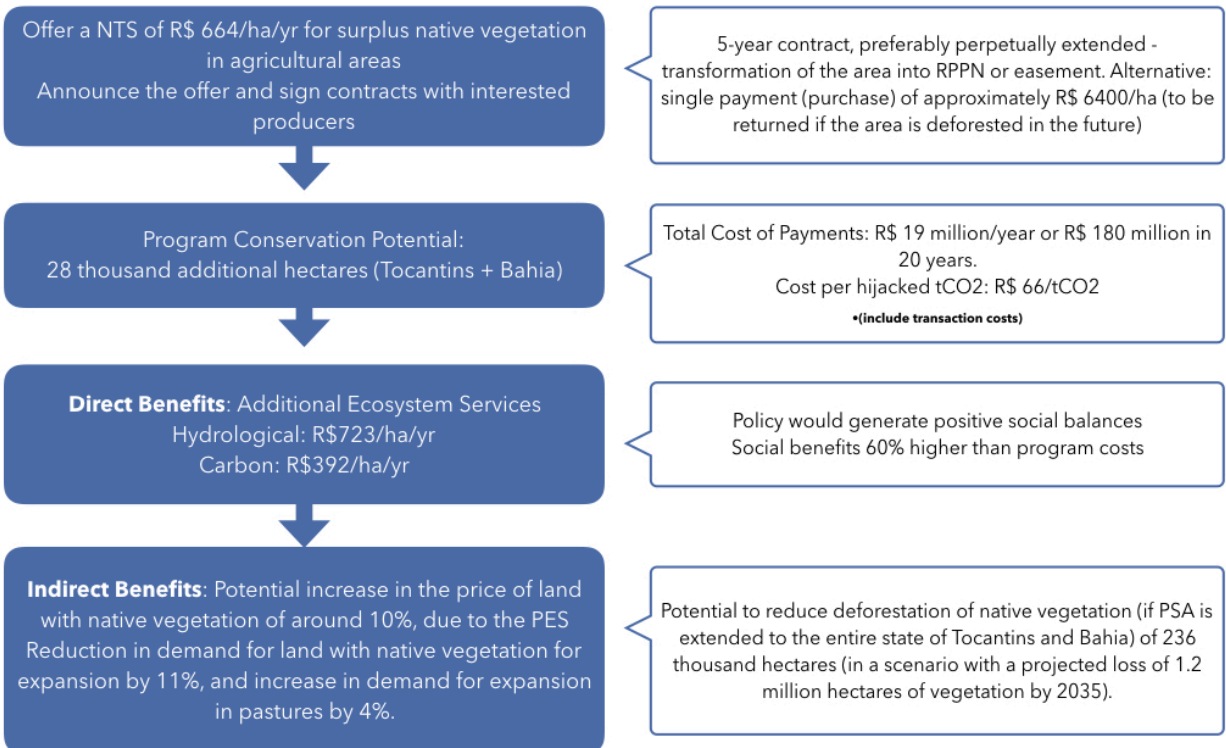 Offer a NTS of R$ 664/ha/yr for surplus native vegetation
in agricultural areas
Announce the offer and sign contracts with interested
producers
5-year contract, preferably perpetually extended -
transformation of the area into RPPN or easement. Alternative:
single payment (purchase) of approximately R$ 6400/ha (to be
returned if the area is deforested in the future)
Program Conservation Potential:
28 thousand additional hectares (Tocantins + Bahia)
Total Cost of Payments: R$ 19 million/year or R$ 180 million in
20 years.
Cost per hijacked tCO2: R$ 66/tCO2
•(include transaction costs)
Direct Benefits: Additional Ecosystem Services
Hydrological: R$723/ha/yr
Carbon: R$392/ha/yr
Policy would generate positive social balances
Social benefits 60% higher than program costs
Indirect Benefits: Potential increase in the price of land
with native vegetation of around 10%, due to the PES
Reduction in demand for land with native vegetation for
expansion by 11%, and increase in demand for expansion
in pastures by 4%.
Potential to reduce deforestation of native vegetation (if PSA is
extended to the entire state of Tocantins and Bahia) of 236
thousand hectares (in a scenario with a projected loss of 1.2
million hectares of vegetation by 2035).